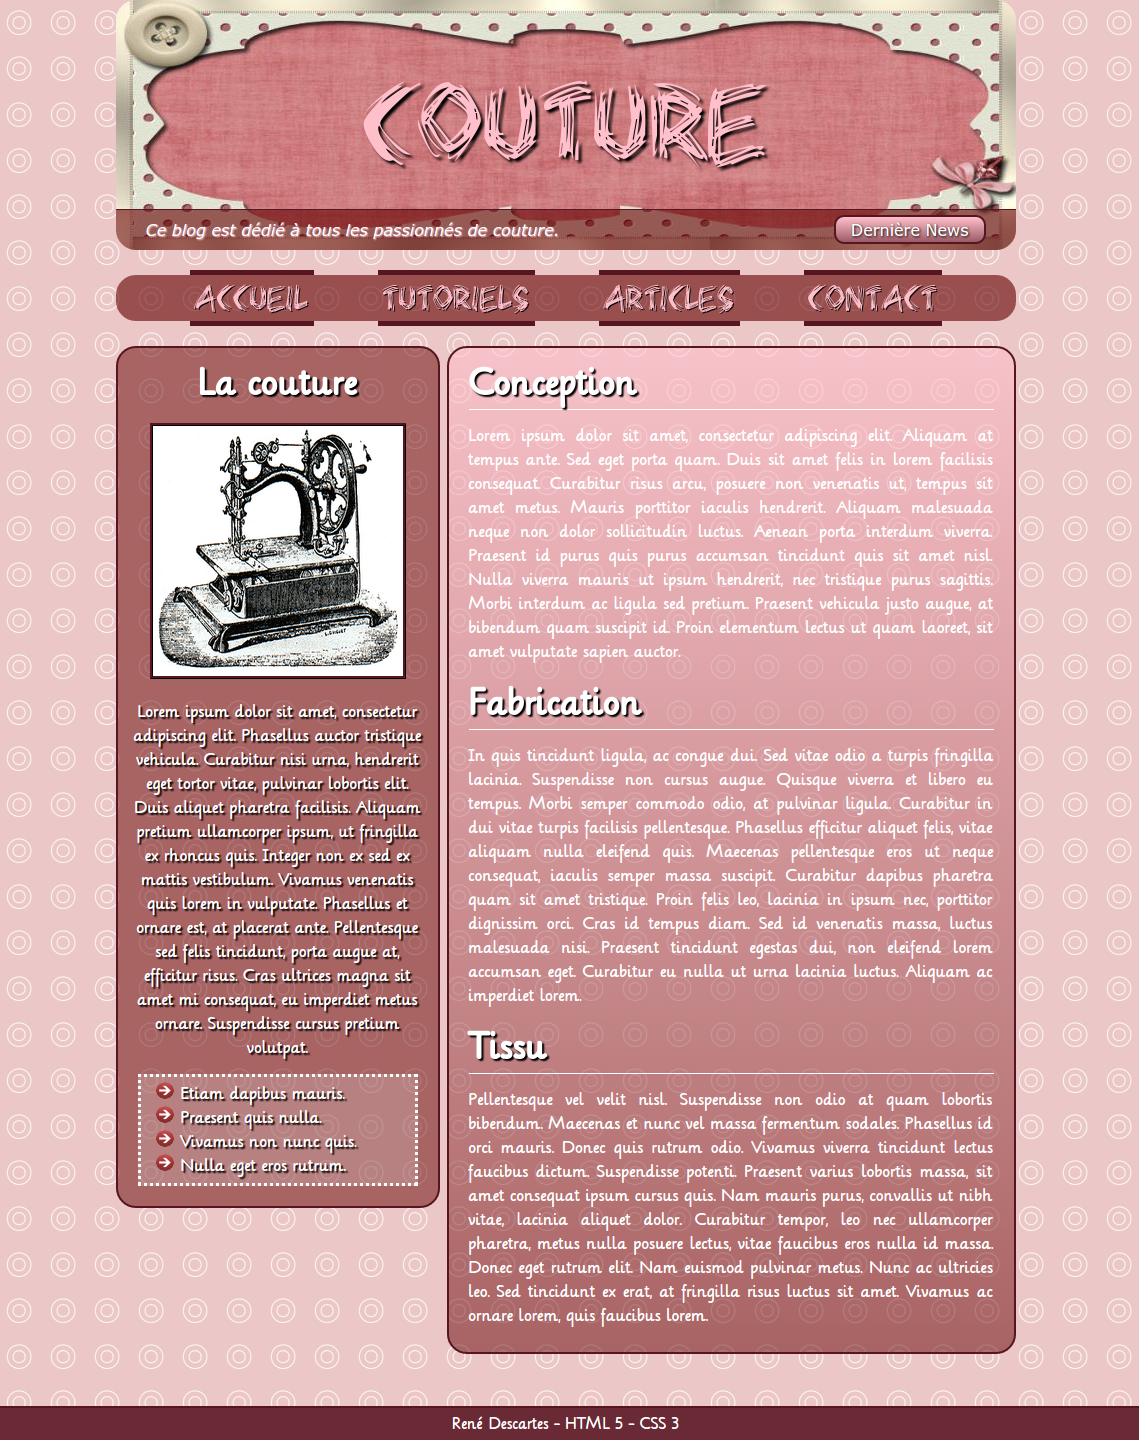 COUTURE
Ce blog est dédié à tous les passionnés de couture.
Dernière News
ACCUEIL TUTORIELS ARTICLES CONTACT
La couture
Lorem ipsum dolor sit amet, consectetur
adipiscing elit. Phasellus auctor tristique
vehicula. Curabitur nisi urna, hendrerit
eget tortor vitae, pulvinar lobortis elit.
Duis aliquet pharetra facilisis. Aliquam
pretium ullamcorper ipsum, ut fringilla
ex rhoncus quis. Integer non ex sed ex
mattis vestibulum. Vivamus venenatis
quis lorem in vulputate. Phasellus et
ornare est, at placerat ante. Pellentesque
sed felis tincidunt, porta augue at,
efficitur risus. Cras ultrices magna sit
amet mi consequat, eu imperdiet metus
ornare. Suspendisse cursus pretium
volutpat.
Etiam dapibus mauris.
Praesent quis nulla.
Vivamus non nunc quis.
Nulla eget eros rutrum.
Conception
Lorem ipsum dolor sit amet, consectetur adipiscing elit. Aliquam at
tempus ante. Sed eget porta quam. Duis sit amet felis in lorem facilisis
consequat. Curabitur risus arcu, posuere non venenatis ut, tempus sit
amet metus. Mauris porttitor iaculis hendrerit. Aliquam malesuada
neque non dolor sollicitudin luctus. Aenean porta interdum viverra.
Praesent id purus quis purus accumsan tincidunt quis sit amet nisl.
Nulla viverra mauris ut ipsum hendrerit, nec tristique purus sagittis.
Morbi interdum ac ligula sed pretium. Praesent vehicula justo augue, at
bibendum quam suscipit id. Proin elementum lectus ut quam laoreet, sit
amet vulputate sapien auctor.
Fabrication
In quis tincidunt ligula, ac congue dui. Sed vitae odio a turpis fringilla
lacinia. Suspendisse non cursus augue. Quisque viverra et libero eu
tempus. Morbi semper commodo odio, at pulvinar ligula. Curabitur in
dui vitae turpis facilisis pellentesque. Phasellus efficitur aliquet felis, vitae
aliquam nulla eleifend quis. Maecenas pellentesque eros ut neque
consequat, iaculis semper massa suscipit. Curabitur dapibus pharetra
quam sit amet tristique. Proin felis leo, lacinia in ipsum nec, porttitor
dignissim orci. Cras id tempus diam. Sed id venenatis massa, luctus
malesuada nisi. Praesent tincidunt egestas dui, non eleifend lorem
accumsan eget. Curabitur eu nulla ut urna lacinia luctus. Aliquam ac
imperdiet lorem.
Tissu
Pellentesque vel velit nisl. Suspendisse non odio at quam lobortis
bibendum. Maecenas et nunc vel massa fermentum sodales. Phasellus id
orci mauris. Donec quis rutrum odio. Vivamus viverra tincidunt lectus
faucibus dictum. Suspendisse potenti. Praesent varius lobortis massa, sit
amet consequat ipsum cursus quis. Nam mauris purus, convallis ut nibh
vitae, lacinia aliquet dolor. Curabitur tempor, leo nec ullamcorper
pharetra, metus nulla posuere lectus, vitae faucibus eros nulla id massa.
Donec eget rutrum elit. Nam euismod pulvinar metus. Nunc ac ultricies
leo. Sed tincidunt ex erat, at fringilla risus luctus sit amet. Vivamus ac
ornare lorem, quis faucibus lorem.
René Descartes - HTML 5 - CSS 3